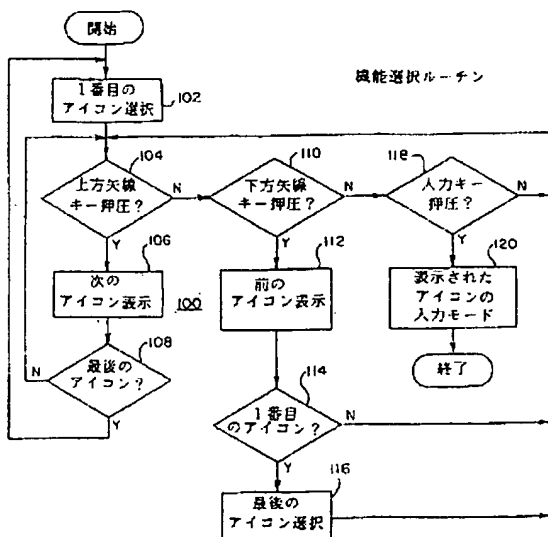 開始
機能選択ルーチン
1番目の
アイコン選択
102
104
上方矢線
キー押圧?
N
Y
110
下方矢線
キー押圧?
N
Y
118
入力キー
押圧?
N
Y
106
次の
アイコン表示
100
112
前の
アイコン表示
120
表示された
アイコンの
入力モード
終了
108
最後の
アイコン?
N
Y
114
1番目
のアイコン?
N
Y
116
最後の
アイコン選択